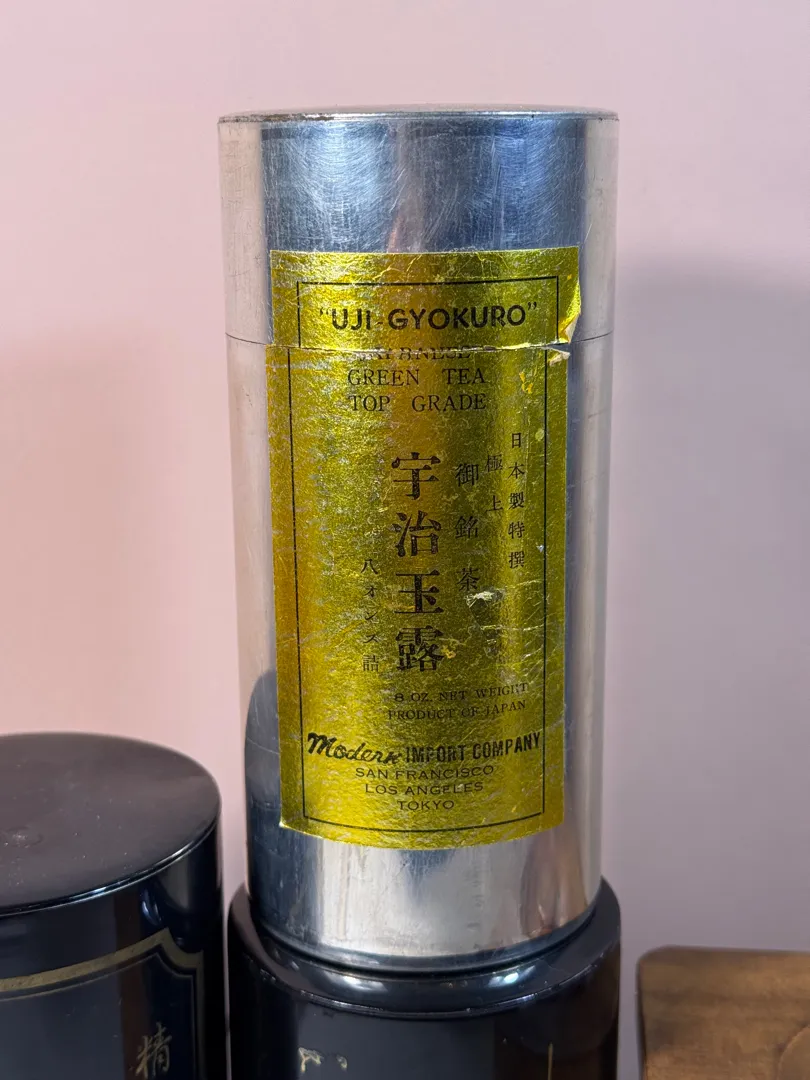 "UJI-GYOKURO"
JAPANESE
GREEN TEA
TOP GRADE
日本製特撰
極上
御銘茶
宇治玉露
八オンス詰
8 OZ. NET WEIGHT
PRODUCT OF JAPAN
Modern IMPORT COMPANY
SAN FRANCISCO
LOS ANGELES
TOKYO
精